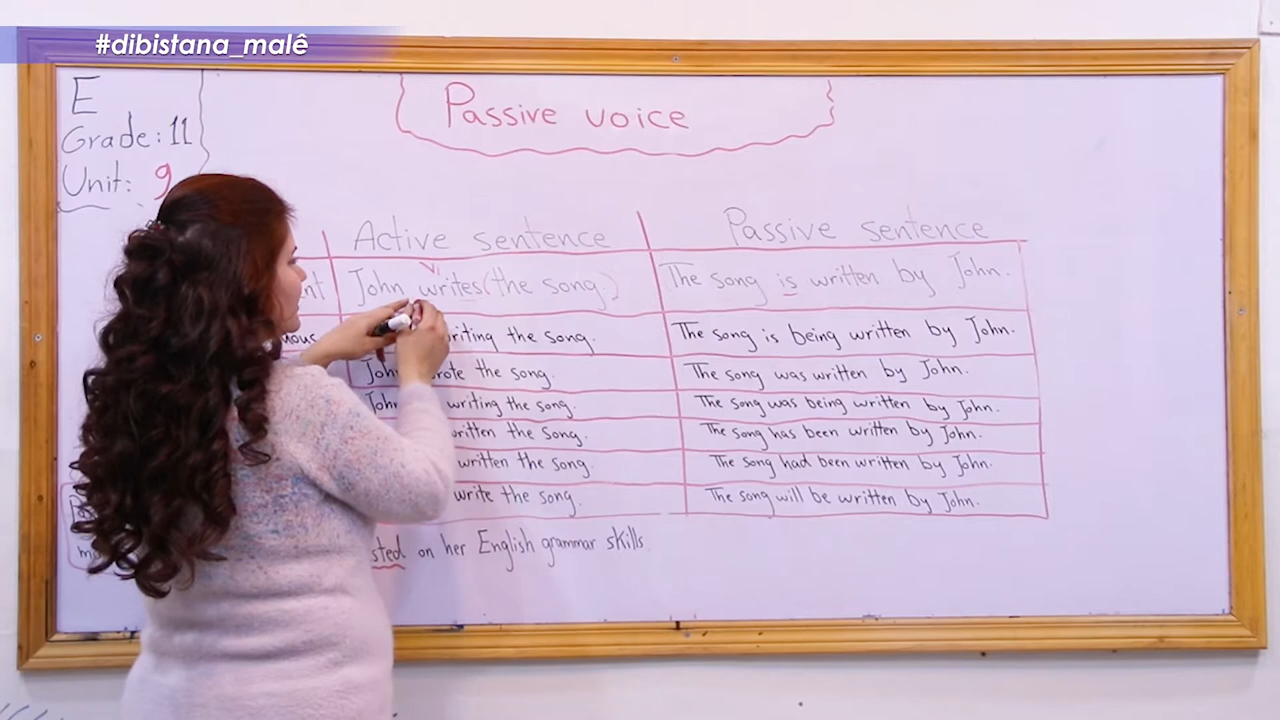 #dibistana_malê
E
Grade: 11
Unit: 9
Passive voice
Active sentence
Passive sentence
John writes (the song.)
The song is written by John.
writing the song.
The song is being written by John.
the song.
The song was written by John.
writing the song.
The song was being written by John.
written the song.
The song has been written by John.
written the song.
The song had been written by John.
write the song.
The song will be written by John.
on her English grammar skills